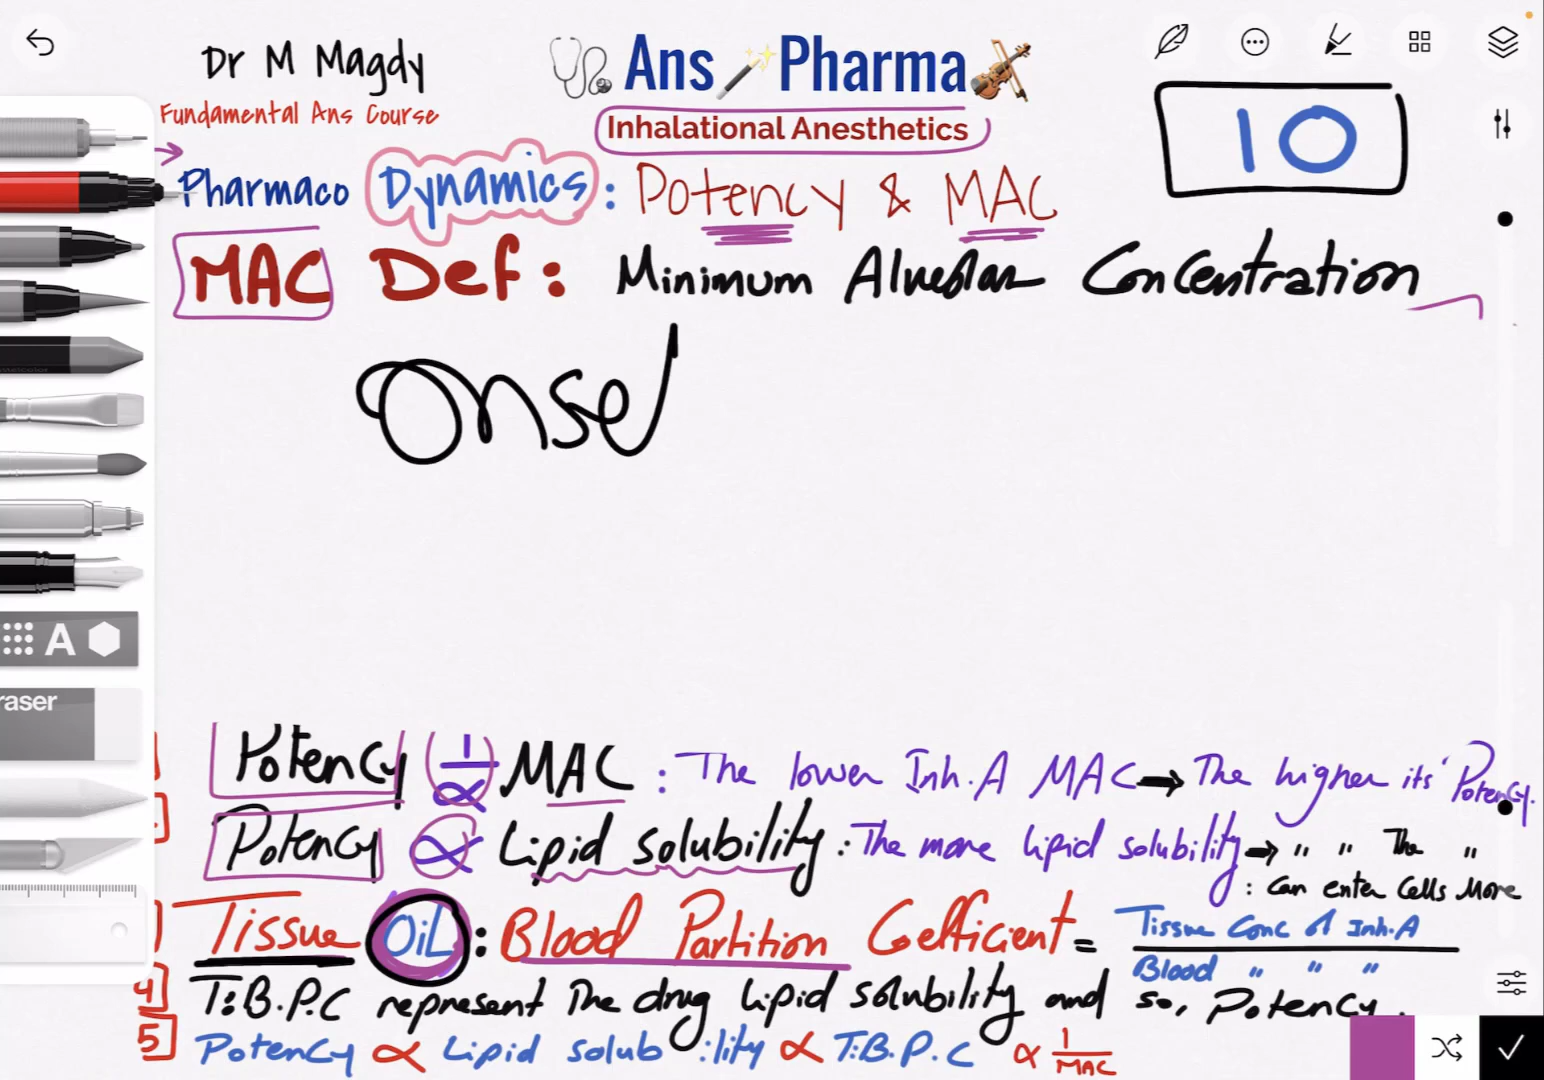 Dr M Magdy
Ans Pharma
Fundamental Ans Course
Inhalational Anesthetics
10
Pharmaco Dynamics : Potency & MAC
MAC Def : Minimum Alveolar Concentration
Onset
A
raser
Potency 1/∝ MAC : The lower Inh.A MAC → The higher its Potency.
Potency ∝ Lipid solubility : The more lipid solubility → " " The "
: Can enter Cells More
Tissue OiL : Blood Partition Coefficient = Tissue Conc of Inh.A
Blood " " "
4 T:B.P.C represent The drug lipid solubility and so, Potency.
5 Potency ∝ Lipid solubility ∝ T:B.P.C ∝ 1/MAC